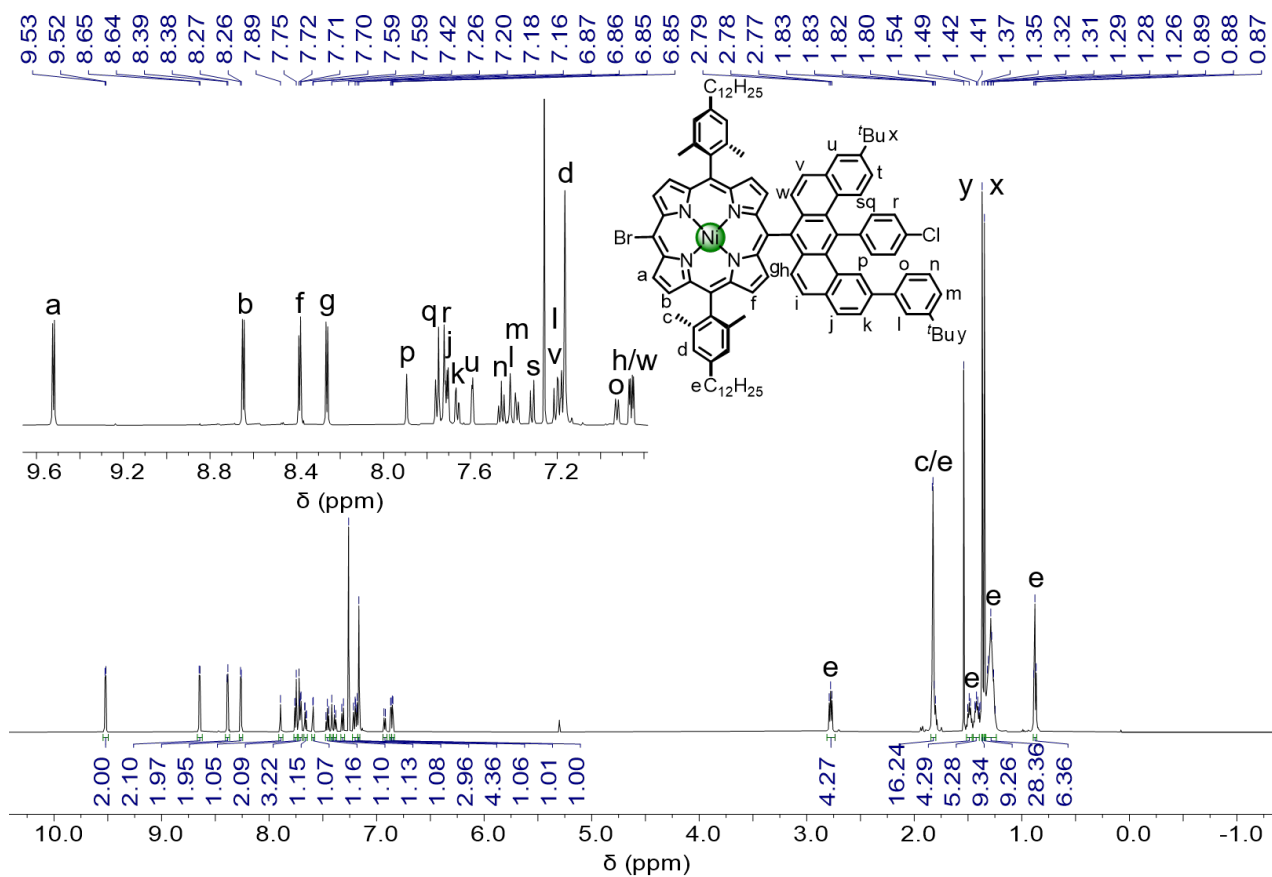 9.53 9.52 8.65 8.64 8.39 8.38 8.27 8.26 7.89 7.75 7.72 7.71 7.70 7.59 7.59 7.42 7.26 7.20 7.18 7.16 6.87 6.86 6.85 6.85 2.79 2.78 2.77 1.83 1.83 1.82 1.80 1.54 1.49 1.42 1.41 1.37 1.35 1.32 1.31 1.29 1.28 1.26 0.89 0.88 0.87
C12H25
tBu x
u
v
t
w
sq
r
N N
Br Ni Cl
N N
a
g h
p
o n
b
f
i
m
c
j k
l
d
tBu y
e C12H25
a b f g p q r j k u n m l s l v d o h/w
9.6 9.2 8.8 8.4 8.0 7.6 7.2
δ (ppm)
y x
c/e
e e e e
2.00 2.10 1.97 1.95 1.05 2.09 3.22 1.15 1.07 1.16 1.10 1.13 1.08 2.96 4.36 1.06 1.01 1.00 4.27 16.24 4.29 5.28 9.34 9.26 28.36 6.36
10.0 9.0 8.0 7.0 6.0 5.0 4.0 3.0 2.0 1.0 0.0 -1.0
δ (ppm)